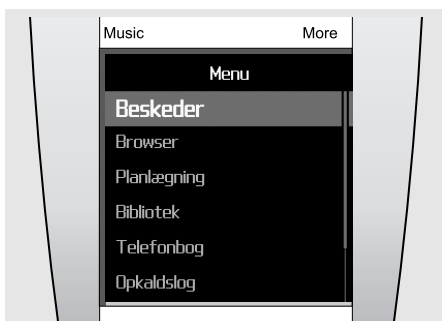 Music More
Menu
Beskeder
Browser
Planlægning
Bibliotek
Telefonbog
Opkaldslog